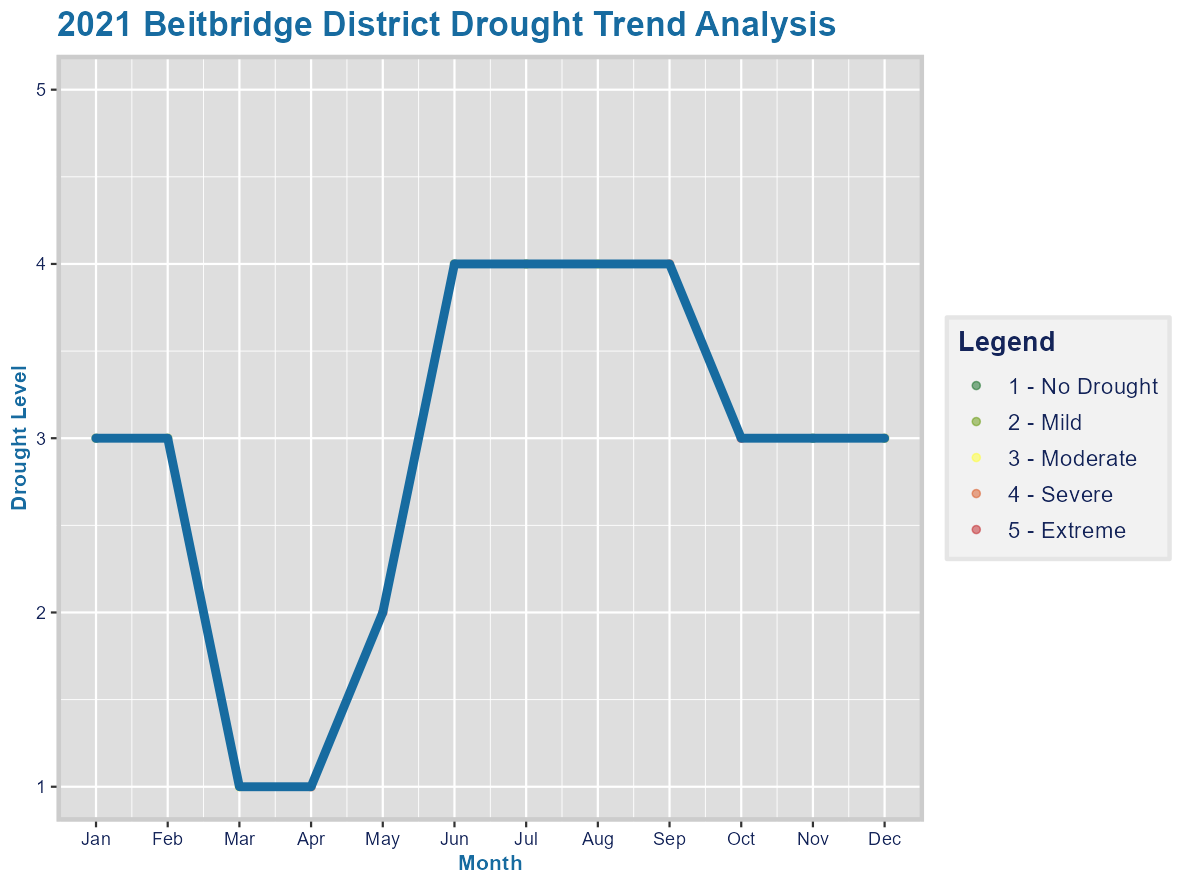 2021 Beitbridge District Drought Trend Analysis
Drought Level
5
4
3
2
1
Jan Feb Mar Apr May Jun Jul Aug Sep Oct Nov Dec
Month
Legend
1 - No Drought
2 - Mild
3 - Moderate
4 - Severe
5 - Extreme